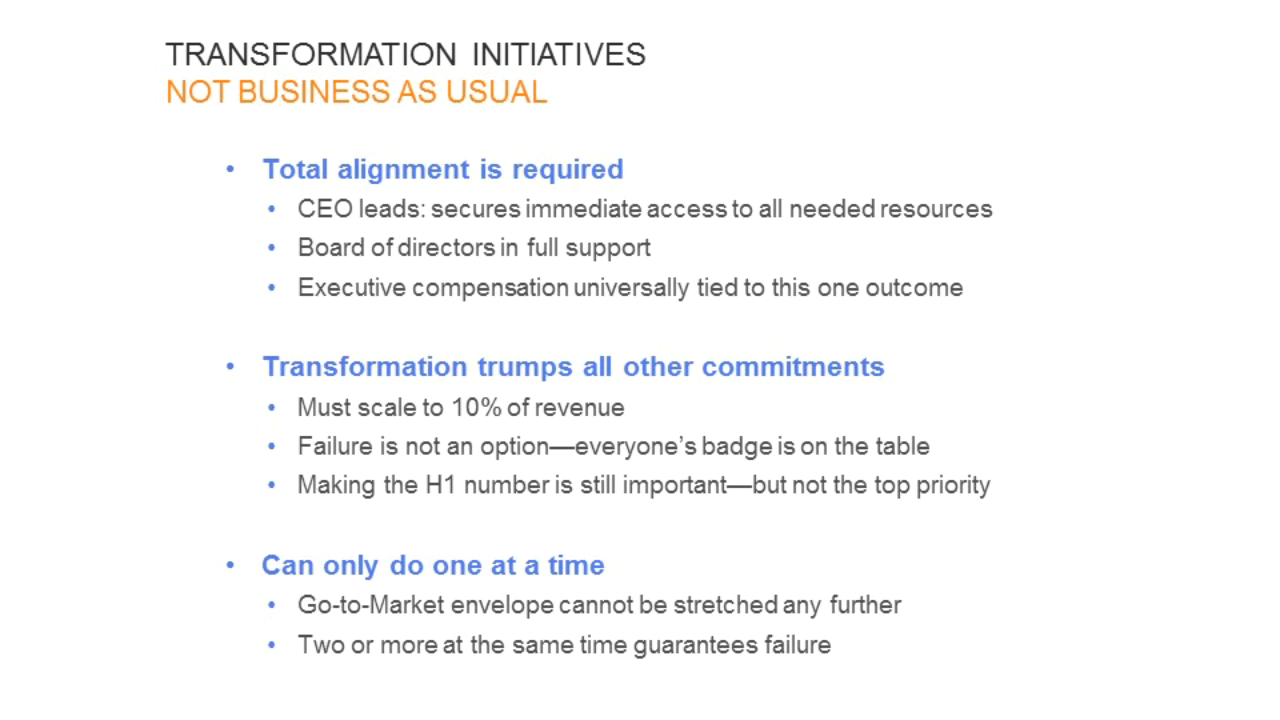 TRANSFORMATION INITIATIVES
NOT BUSINESS AS USUAL
• Total alignment is required
• CEO leads: secures immediate access to all needed resources
• Board of directors in full support
• Executive compensation universally tied to this one outcome
• Transformation trumps all other commitments
• Must scale to 10% of revenue
• Failure is not an option—everyone’s badge is on the table
• Making the H1 number is still important—but not the top priority
• Can only do one at a time
• Go-to-Market envelope cannot be stretched any further
• Two or more at the same time guarantees failure